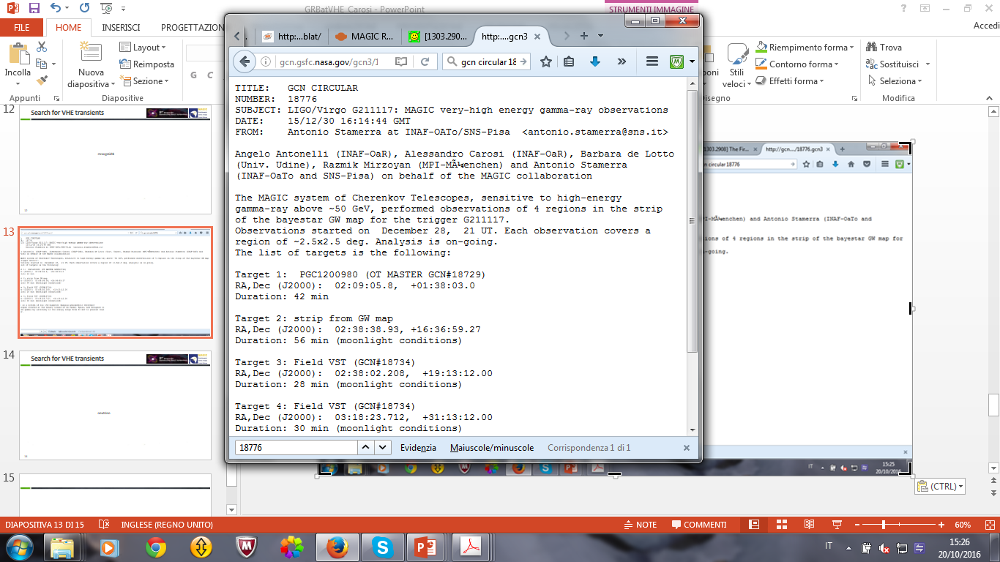 GRBatVHE_Carosi - PowerPoint
STRUMENTI IMMAGINE
FILE
HOME
INSERISCI
PROGETTAZION
Accedi
Incolla
Nuova
diapositiva
Layout
Reimposta
Sezione
G C
Appunti
Diapositive
Stili
veloci
Riempimento forma
Contorno forma
Effetti forma
Trova
Sostituisci
Seleziona
Modifica
http:...blat/
MAGIC R...
[1303.290...
http:....gcn3
gcn.gsfc.nasa.gov/gcn3/1
gcn circular18
TITLE: GCN CIRCULAR
NUMBER: 18776
SUBJECT: LIGO/Virgo G211117: MAGIC very-high energy gamma-ray observations
DATE: 15/12/30 16:14:44 GMT
FROM: Antonio Stamerra at INAF-OATo/SNS-Pisa <antonio.stamerra@sns.it>
Angelo Antonelli (INAF-OaR), Alessandro Carosi (INAF-OaR), Barbara de Lotto
(Univ. Udine), Razmik Mirzoyan (MPI-MÃ¼enchen) and Antonio Stamerra
(INAF-OaTo and SNS-Pisa) on behalf of the MAGIC collaboration
The MAGIC system of Cherenkov Telescopes, sensitive to high-energy
gamma-ray above ~50 GeV, performed observations of 4 regions in the strip
of the bayestar GW map for the trigger G211117.
Observations started on December 28, 21 UT. Each observation covers a
region of ~2.5x2.5 deg. Analysis is on-going.
The list of targets is the following:
Target 1: PGC1200980 (OT MASTER GCN#18729)
RA,Dec (J2000): 02:09:05.8, +01:38:03.0
Duration: 42 min
Target 2: strip from GW map
RA,Dec (J2000): 02:38:38.93, +16:36:59.27
Duration: 56 min (moonlight conditions)
Target 3: Field VST (GCN#18734)
RA,Dec (J2000): 02:38:02.208, +19:13:12.00
Duration: 28 min (moonlight conditions)
Target 4: Field VST (GCN#18734)
RA,Dec (J2000): 03:18:23.712, +31:13:12.00
Duration: 30 min (moonlight conditions)
18776
Evidenzia
Maiuscole/minuscole
Corrispondenza 1 di 1
12
Search for VHE transients
13
14
Search for VHE transients
15
[1303.2908] The Fir...
http://gcn..../18776.gcn3
cn circular 18776
and Antonio Stamerra (INAF-OaTo and
ions of 4 regions in the strip of the bayestar GW map for
n-going.
IT
15:25
20/10/2016
(CTRL)
DIAPOSITIVA 13 DI 15
INGLESE (REGNO UNITO)
NOTE
COMMENTI
60%
IT
15:26
20/10/2016